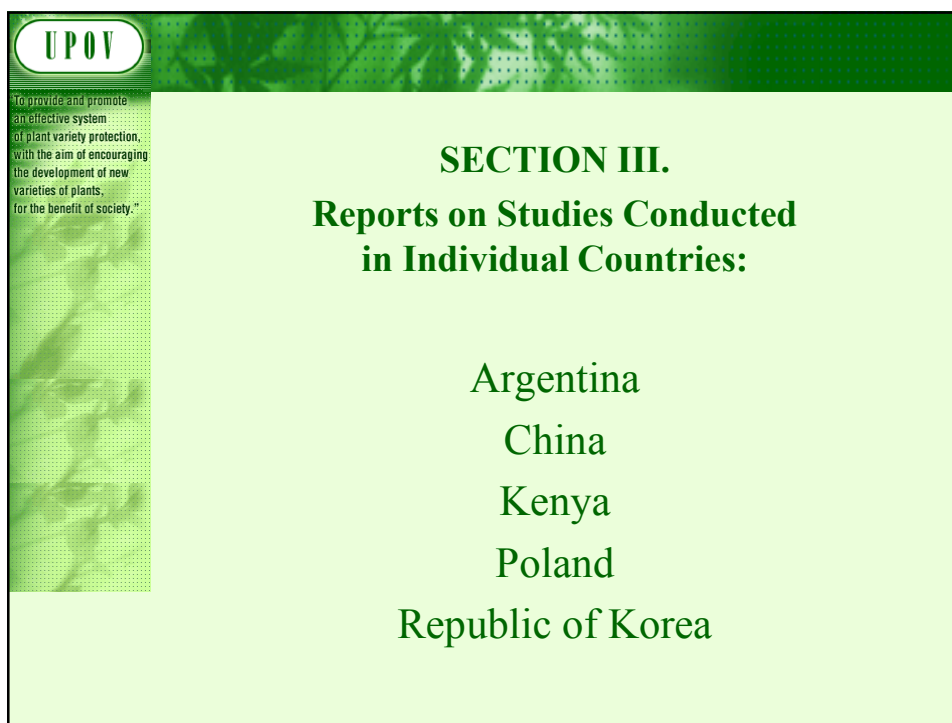 UPOV
"To provide and promote
an effective system
of plant variety protection,
with the aim of encouraging
the development of new
varieties of plants,
for the benefit of society."
SECTION III.
Reports on Studies Conducted
in Individual Countries:
Argentina
China
Kenya
Poland
Republic of Korea